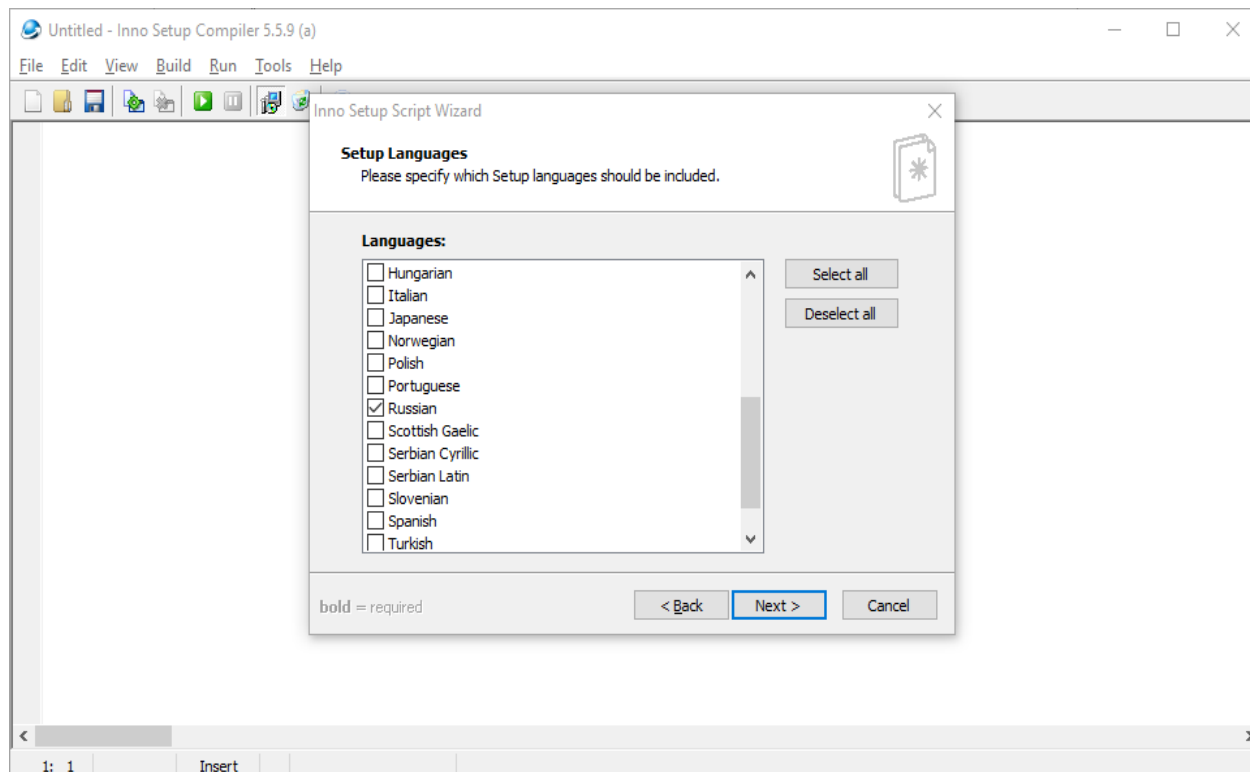 Untitled - Inno Setup Compiler 5.5.9 (a)
File Edit View Build Run Tools Help
Inno Setup Script Wizard
Setup Languages
Please specify which Setup languages should be included.
Languages:
Hungarian
Italian
Japanese
Norwegian
Polish
Portuguese
Russian
Scottish Gaelic
Serbian Cyrillic
Serbian Latin
Slovenian
Spanish
Turkish
Select all
Deselect all
bold = required
< Back Next > Cancel
1: 1 Insert